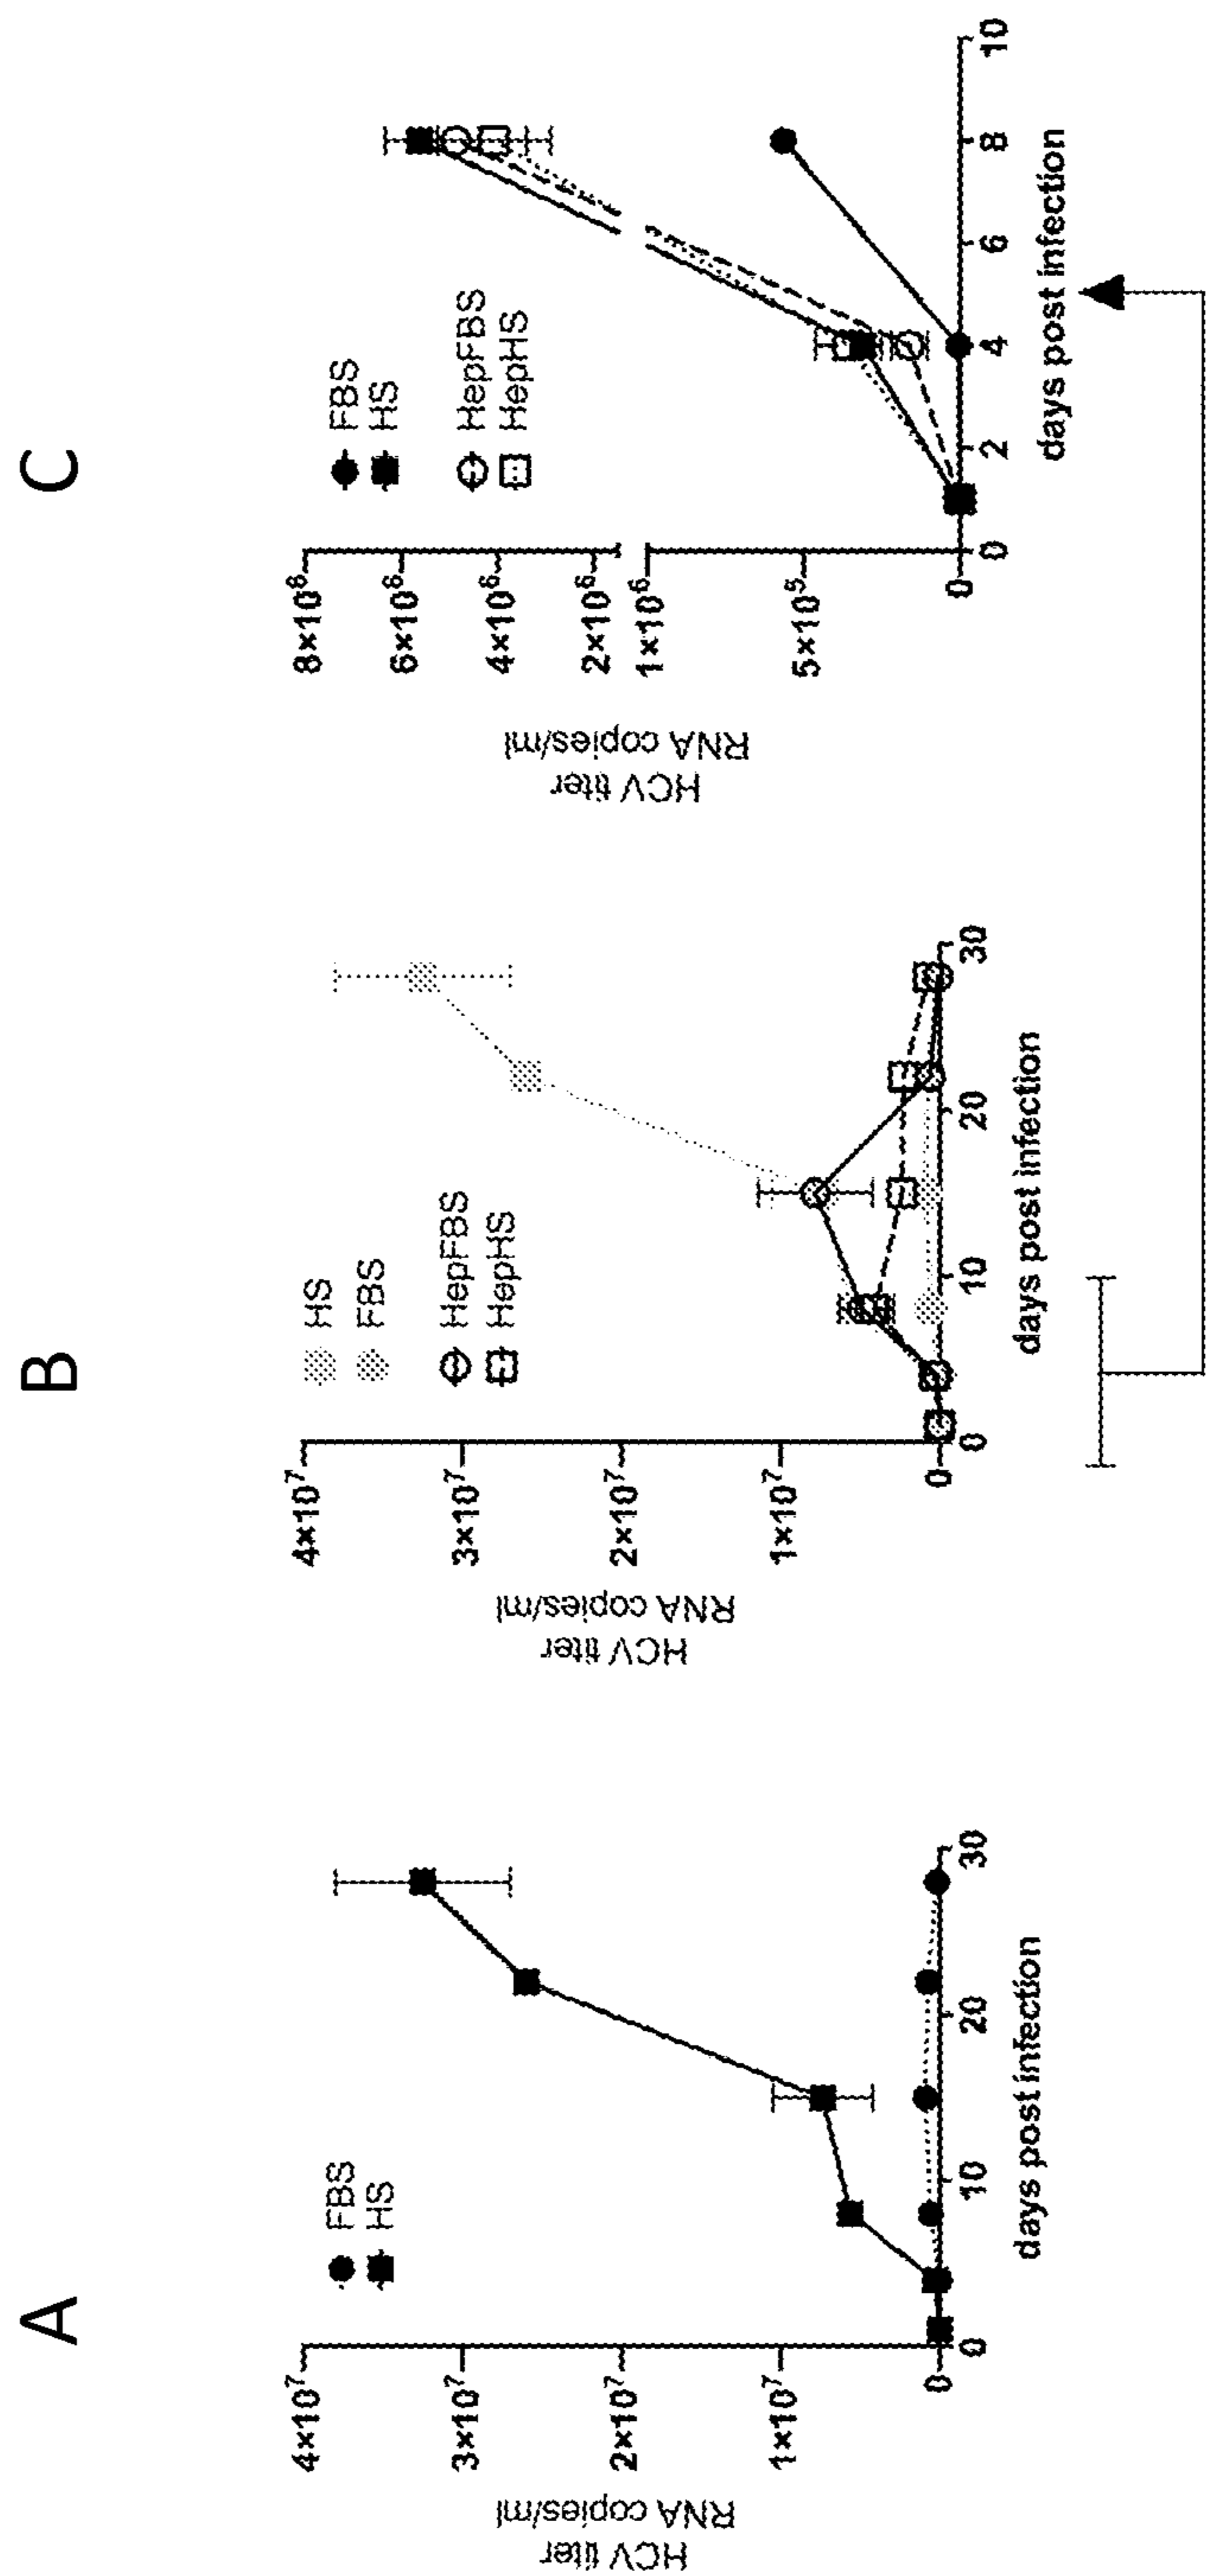 A
HCV titer
RNA copies/ml
4×10⁷
3×10⁷
2×10⁷
1×10⁷
0
FBS
HS
0
10
20
30
days post infection
B
HCV titer
RNA copies/ml
4×10⁷
3×10⁷
2×10⁷
1×10⁷
0
HS
FBS
HepFBS
HepHS
0
10
20
30
days post infection
C
HCV titer
RNA copies/ml
8×10⁶
6×10⁶
4×10⁶
2×10⁶
1×10⁶
5×10⁵
0
FBS
HS
HepFBS
HepHS
0
2
4
6
8
10
days post infection